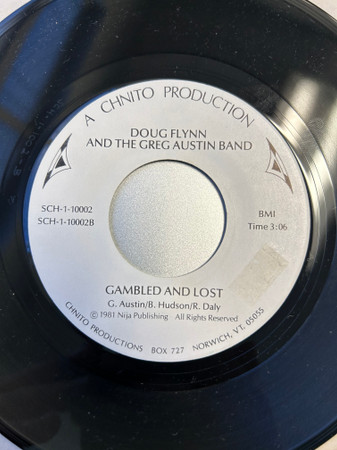 A CHNITO PRODUCTION
DOUG FLYNN
AND THE GREG AUSTIN BAND
SCH-1-10002
SCH-1-10002B
BMI
Time 3:06
GAMBLED AND LOST
G. Austin/B. Hudson/R. Daly
© 1981 Nija Publishing All Rights Reserved
CHNITO PRODUCTIONS BOX 727 NORWICH, VT. 05055